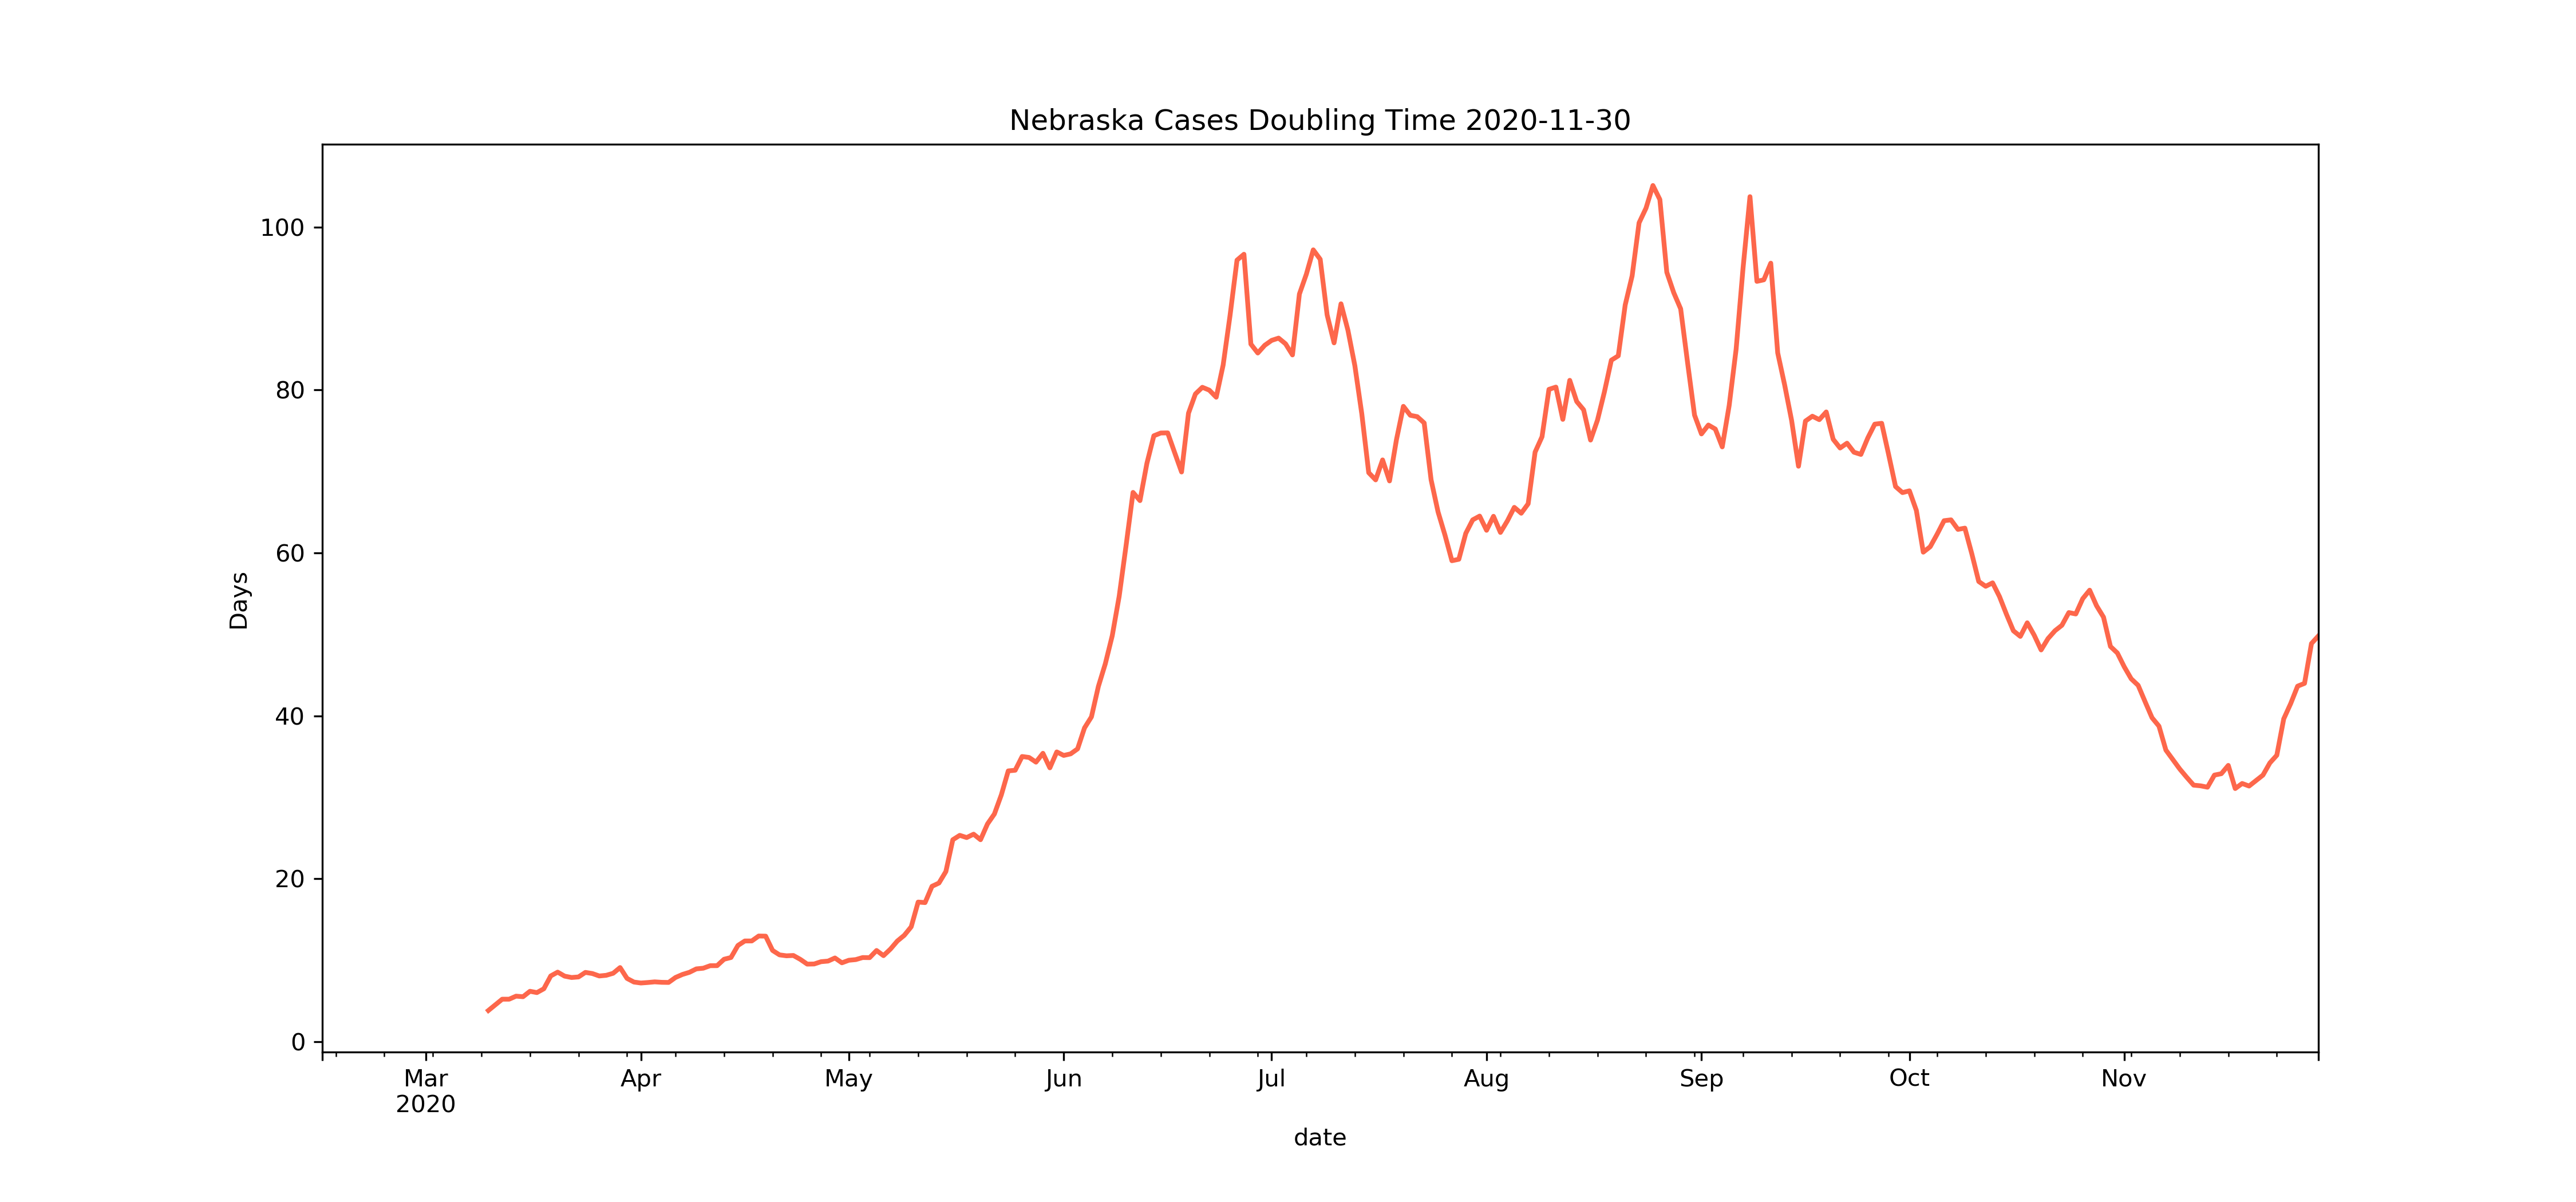 Nebraska Cases Doubling Time 2020-11-30
Days
100
80
60
40
20
0
Mar Apr May Jun Jul Aug Sep Oct Nov
2020
date